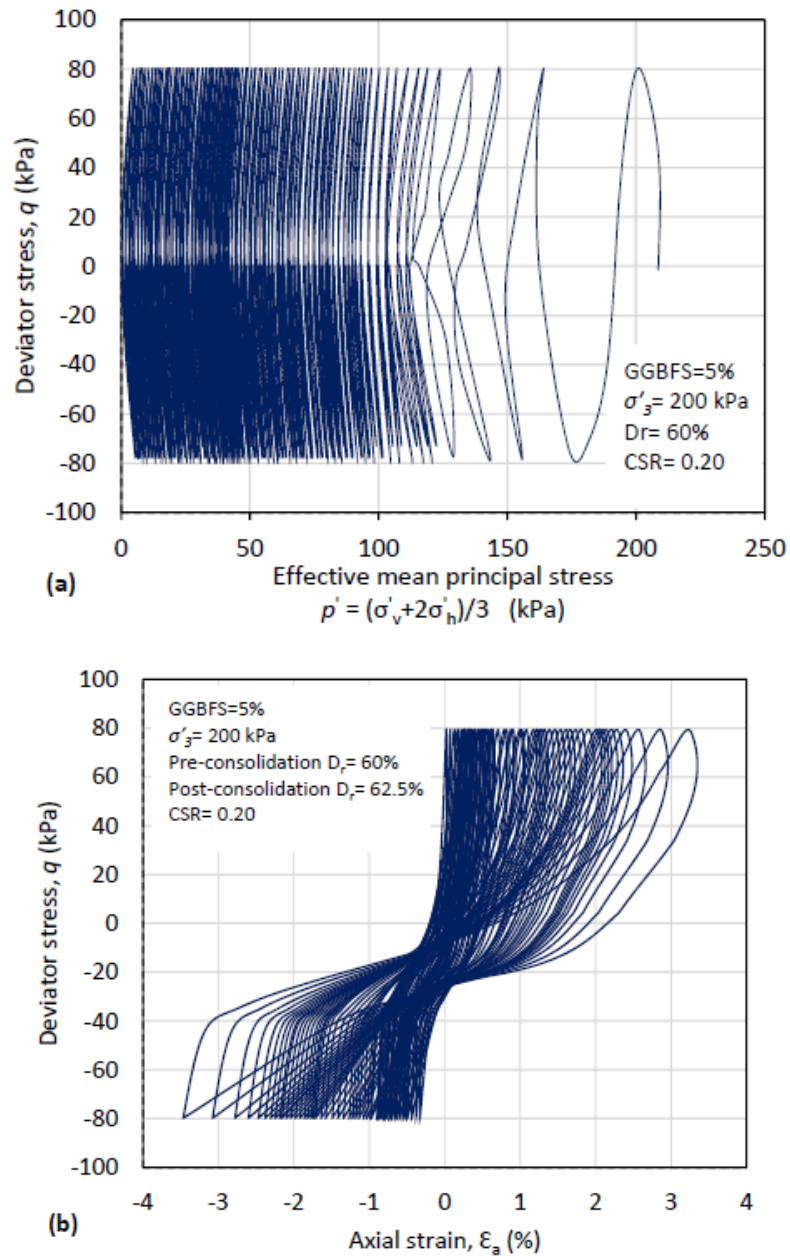 100
80
60
40
20
0
-20
-40
-60
-80
-100
Deviator stress, q (kPa)
GGBFS=5%
σ'₃= 200 kPa
Dr= 60%
CSR= 0.20
0 50 100 150 200 250
(a)
Effective mean principal stress
p' = (σ'ᵥ+2σ'ₕ)/3 (kPa)
100
80
60
40
20
0
-20
-40
-60
-80
-100
Deviator stress, q (kPa)
GGBFS=5%
σ'₃= 200 kPa
Pre-consolidation Dᵣ= 60%
Post-consolidation Dᵣ= 62.5%
CSR= 0.20
-4 -3 -2 -1 0 1 2 3 4
(b)
Axial strain, Ɛₐ (%)